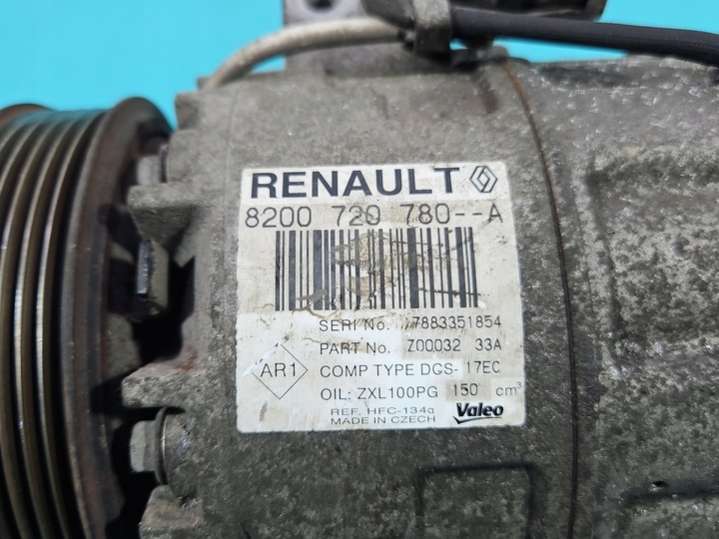 RENAULT
8200 720 780--A
SERI No. 7883351854
PART No. Z00032 33A
AR1
COMP TYPE DCS-17EC
OIL: ZXL100PG 150 cm³
REF. HFC-134a
MADE IN CZECH
Valeo